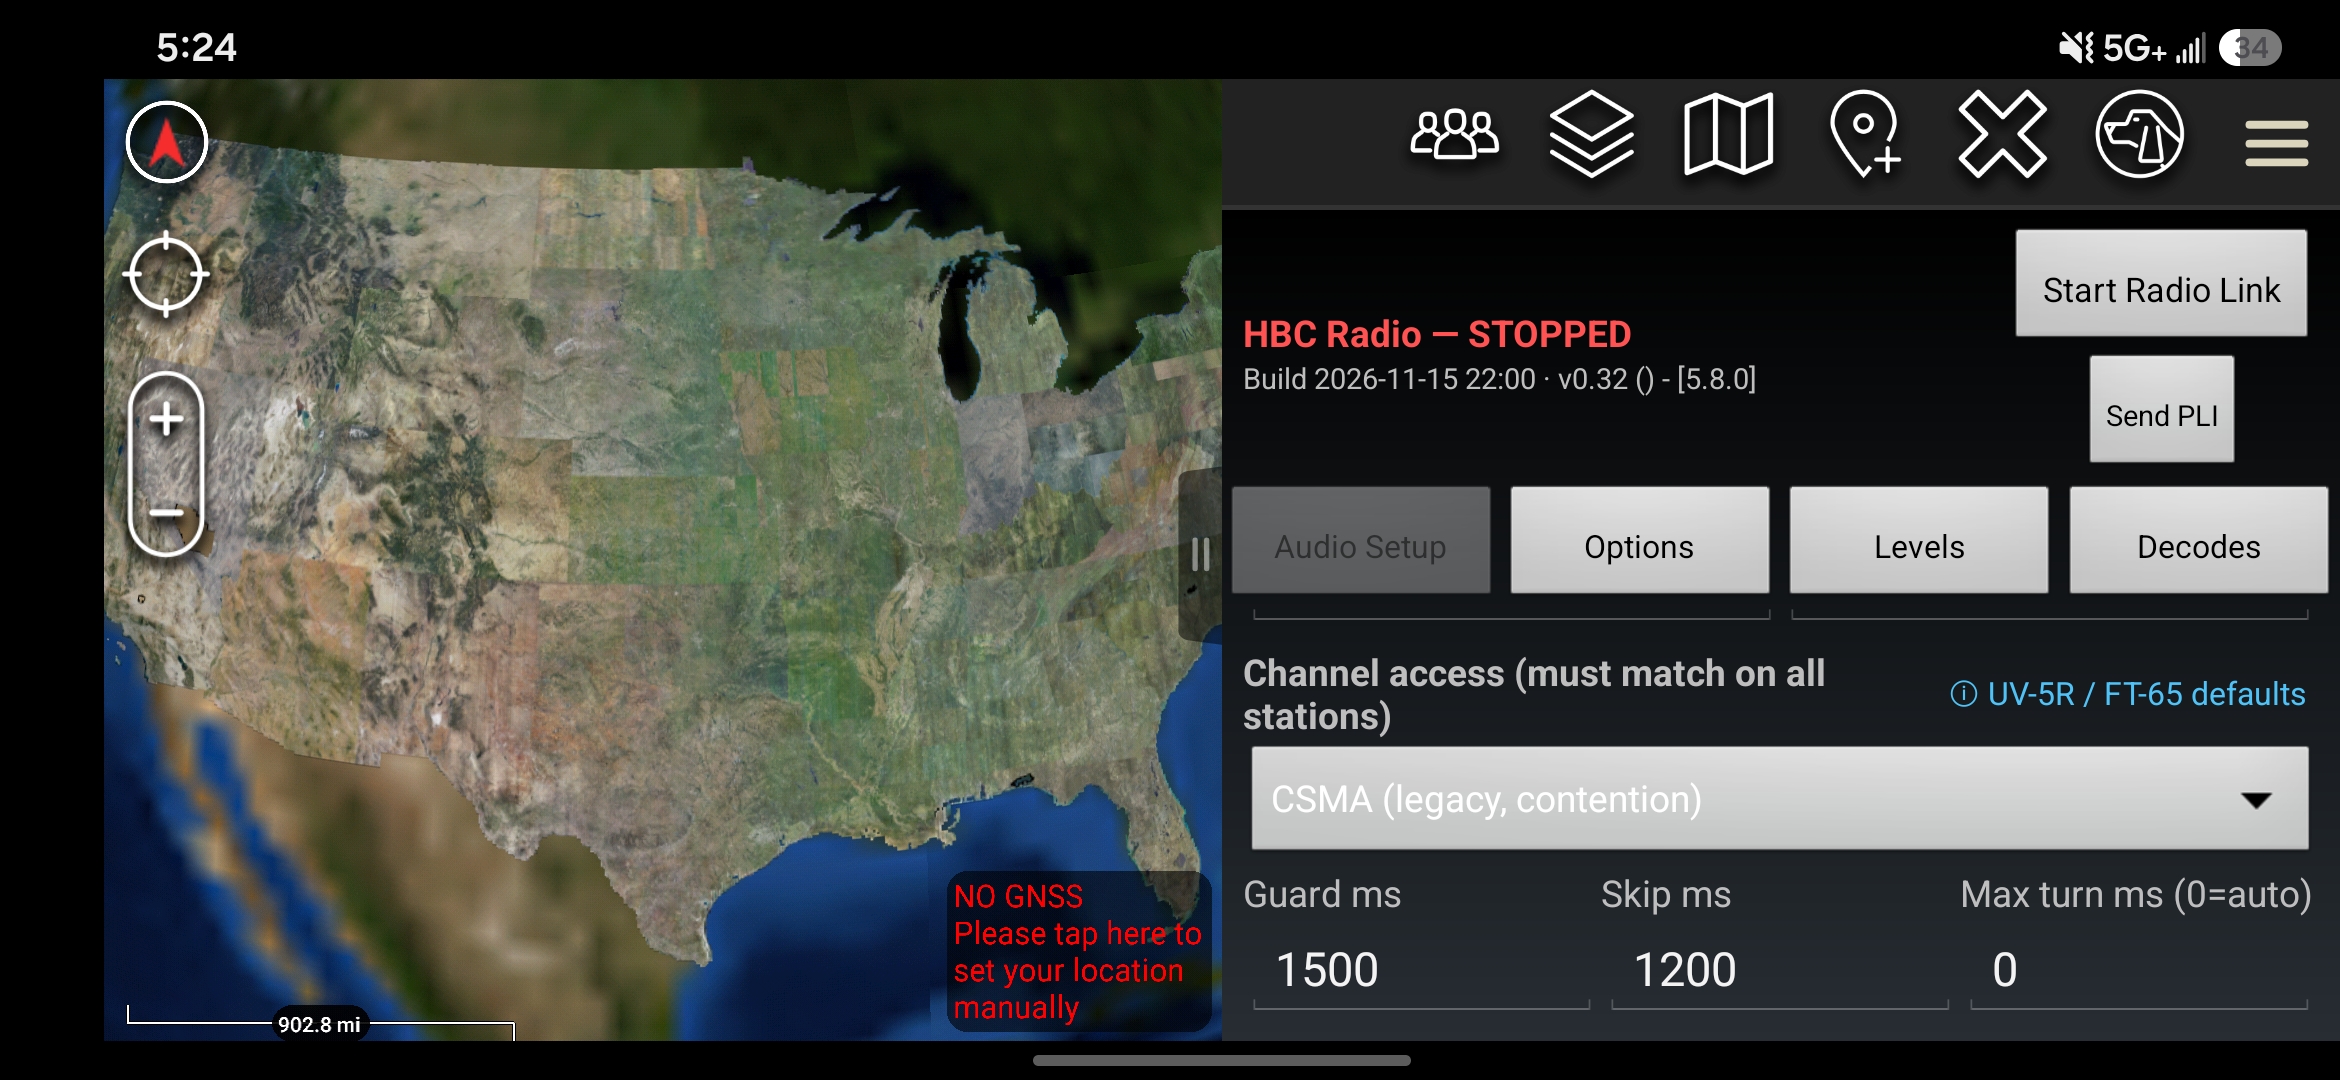 5:24
5G+
34
Start Radio Link
HBC Radio — STOPPED
Build 2026-11-15 22:00 · v0.32 () - [5.8.0]
Send PLI
Audio Setup
Options
Levels
Decodes
Channel access (must match on all
stations)
ⓘ UV-5R / FT-65 defaults
CSMA (legacy, contention)
Guard ms
Skip ms
Max turn ms (0=auto)
1500
1200
0
NO GNSS
Please tap here to
set your location
manually
902.8 mi